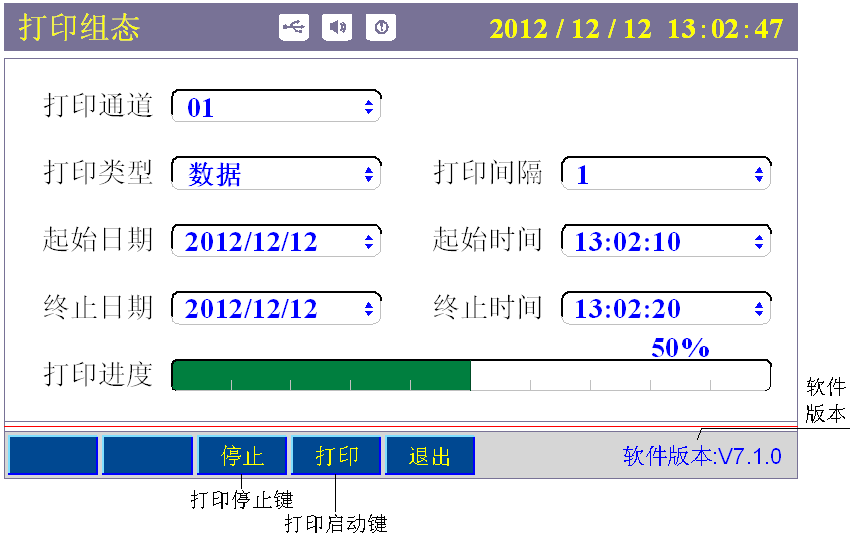 打印组态 2012 / 12 / 12 13:02:47
打印通道 01
打印类型 数据 打印间隔 1
起始日期 2012/12/12 起始时间 13:02:10
终止日期 2012/12/12 终止时间 13:02:20
50%
打印进度
软件
版本
停止 打印 退出 软件版本:V7.1.0
打印停止键
打印启动键